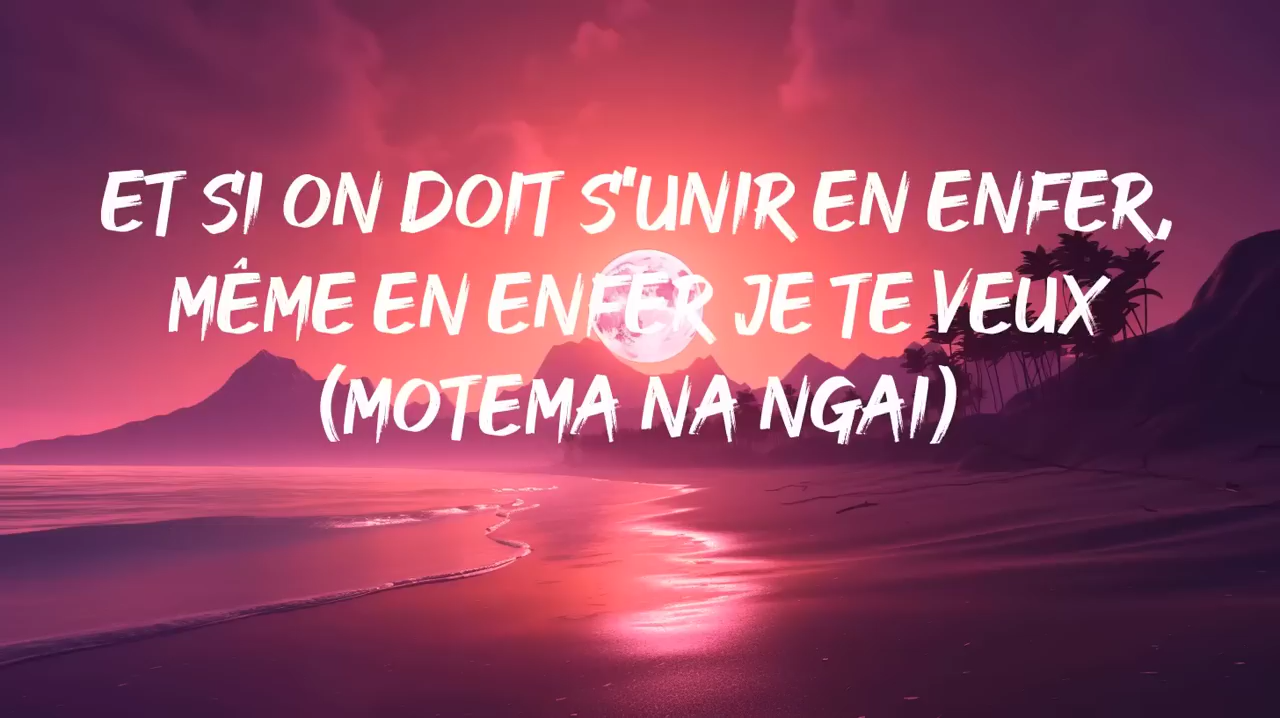 ET SI ON DOIT S'UNIR EN ENFER,
MÊME EN ENFER JE TE VEUX
(MOTEMA NA NGAI)